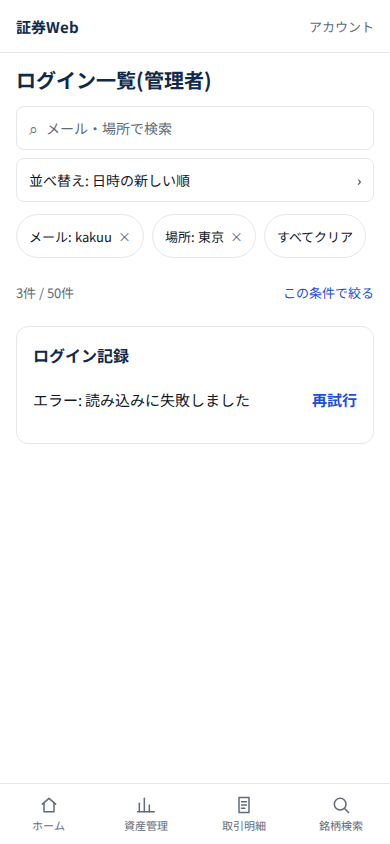 証券Web アカウント
ログイン一覧(管理者)
メール・場所で検索
並べ替え: 日時の新しい順 ›
メール: kakuu × 場所: 東京 × すべてクリア
3件 / 50件 この条件で絞る
ログイン記録
エラー: 読み込みに失敗しました 再試行
ホーム 資産管理 取引明細 銘柄検索